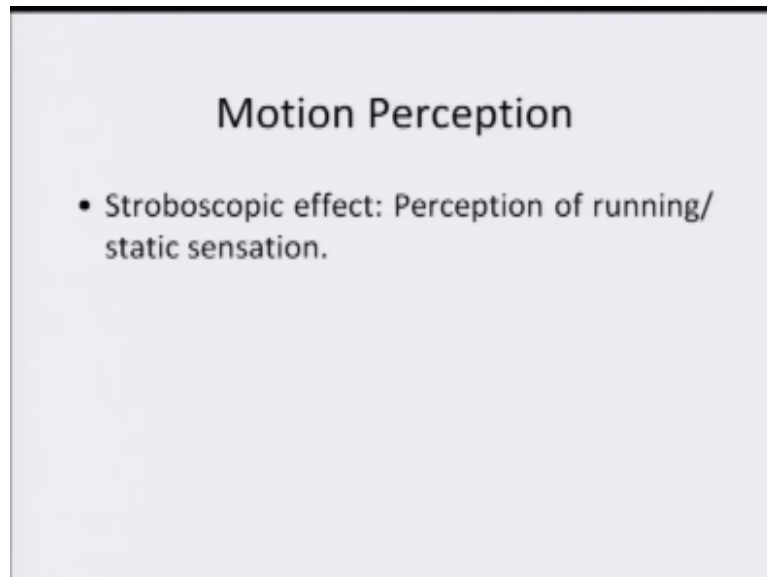 Motion Perception
• Stroboscopic effect: Perception of running/
static sensation.